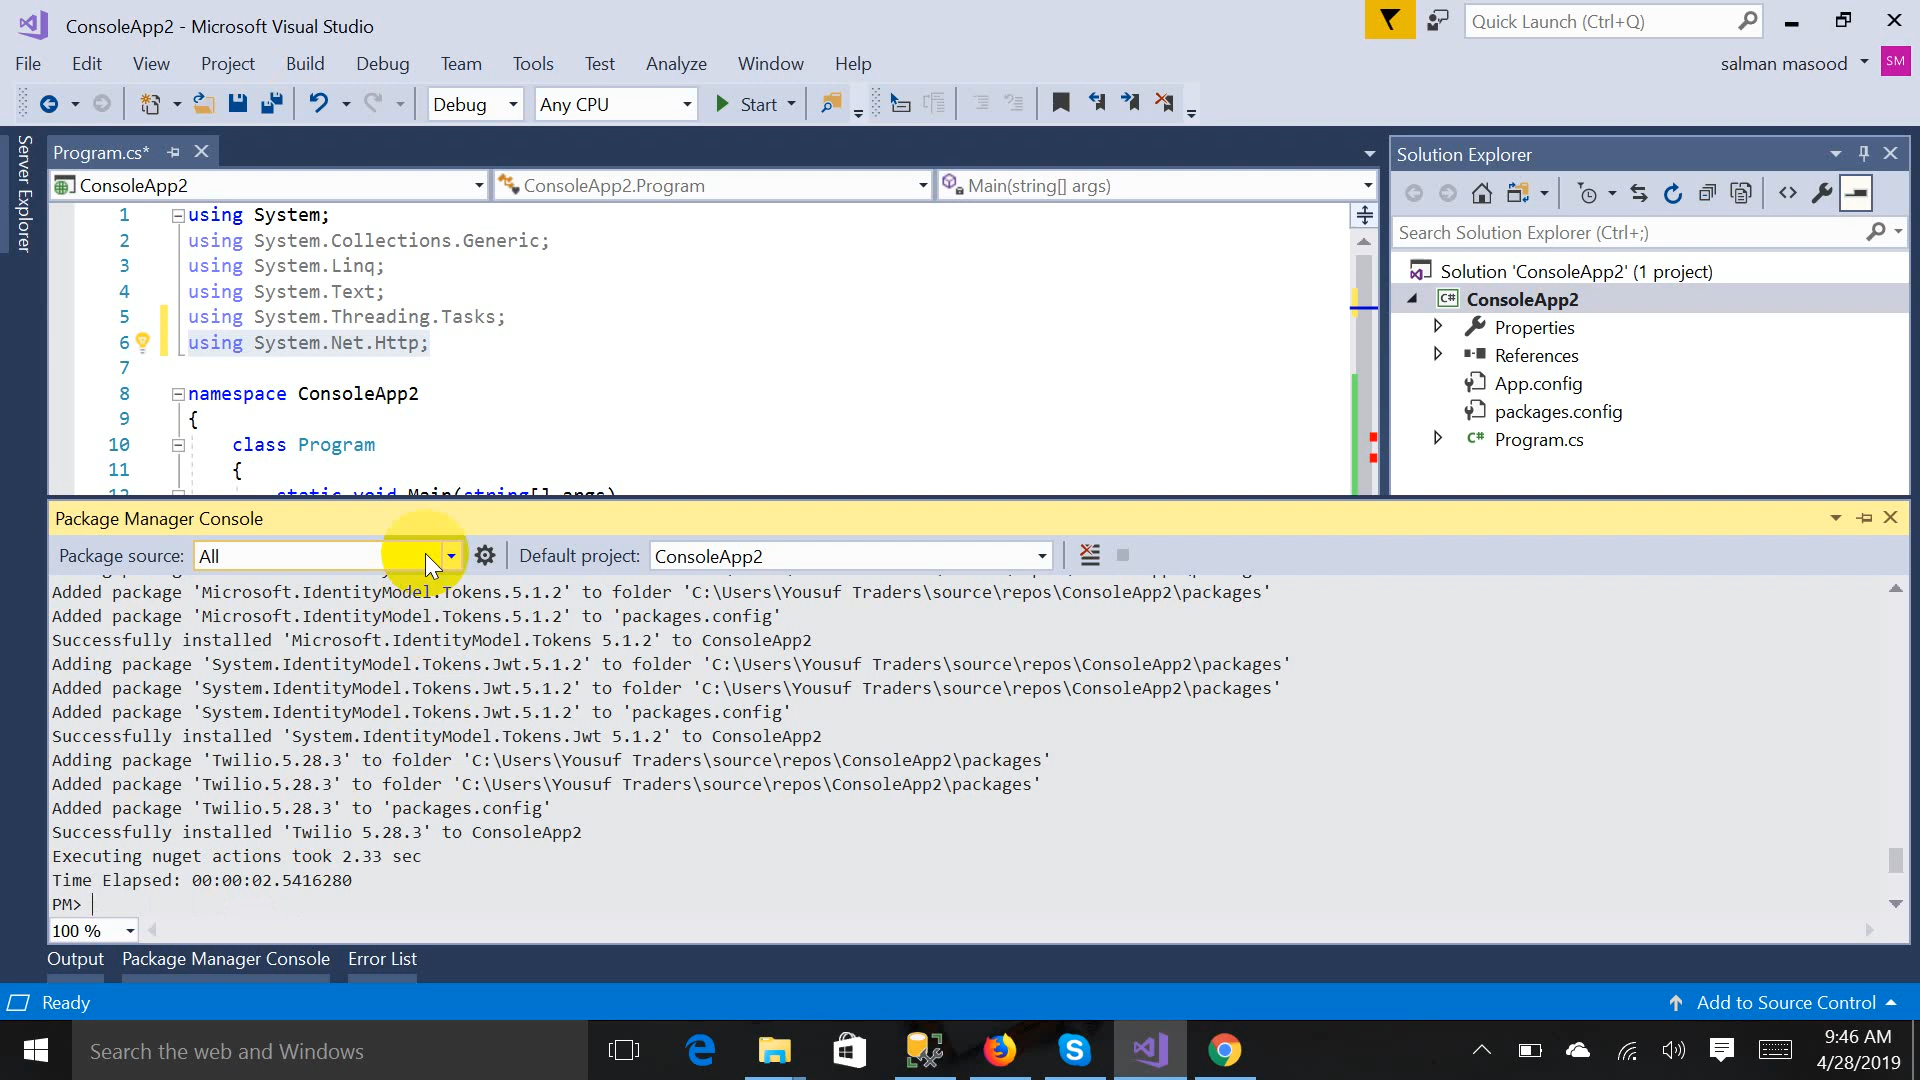 ConsoleApp2 - Microsoft Visual Studio
Quick Launch (Ctrl+Q)
File Edit View Project Build Debug Team Tools Test Analyze Window Help
salman masood
SM
Debug
Any CPU
Start
Server Explorer
Program.cs*
ConsoleApp2
ConsoleApp2.Program
Main(string[] args)
1 using System;
2 using System.Collections.Generic;
3 using System.Linq;
4 using System.Text;
5 using System.Threading.Tasks;
6 using System.Net.Http;
7
8 namespace ConsoleApp2
9 {
10 class Program
11 {
12 static void Main(string[] args)
Solution Explorer
Search Solution Explorer (Ctrl+;)
Solution 'ConsoleApp2' (1 project)
C# ConsoleApp2
Properties
References
App.config
packages.config
C# Program.cs
Package Manager Console
Package source: All
Default project: ConsoleApp2
Added package 'Microsoft.IdentityModel.Tokens.5.1.2' to folder 'C:\Users\Yousuf Traders\source\repos\ConsoleApp2\packages'
Added package 'Microsoft.IdentityModel.Tokens.5.1.2' to 'packages.config'
Successfully installed 'Microsoft.IdentityModel.Tokens 5.1.2' to ConsoleApp2
Adding package 'System.IdentityModel.Tokens.Jwt.5.1.2' to folder 'C:\Users\Yousuf Traders\source\repos\ConsoleApp2\packages'
Added package 'System.IdentityModel.Tokens.Jwt.5.1.2' to folder 'C:\Users\Yousuf Traders\source\repos\ConsoleApp2\packages'
Added package 'System.IdentityModel.Tokens.Jwt.5.1.2' to 'packages.config'
Successfully installed 'System.IdentityModel.Tokens.Jwt 5.1.2' to ConsoleApp2
Adding package 'Twilio.5.28.3' to folder 'C:\Users\Yousuf Traders\source\repos\ConsoleApp2\packages'
Added package 'Twilio.5.28.3' to folder 'C:\Users\Yousuf Traders\source\repos\ConsoleApp2\packages'
Added package 'Twilio.5.28.3' to 'packages.config'
Successfully installed 'Twilio 5.28.3' to ConsoleApp2
Executing nuget actions took 2.33 sec
Time Elapsed: 00:00:02.5416280
PM>
100 %
Output
Package Manager Console
Error List
Ready
Add to Source Control
Search the web and Windows
9:46 AM
4/28/2019